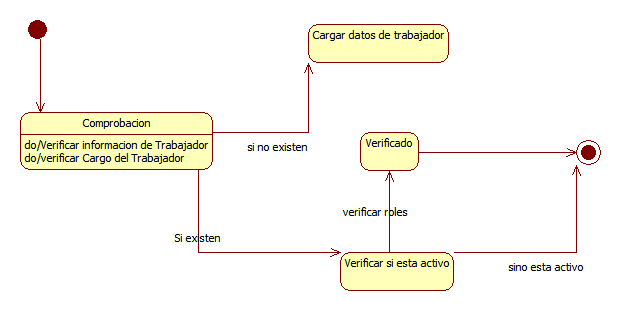 Cargar datos de trabajador
Comprobacion
do/Verificar informacion de Trabajador
do/verificar Cargo del Trabajador
si no existen
Verificado
verificar roles
Si existen
Verificar si esta activo
sino esta activo